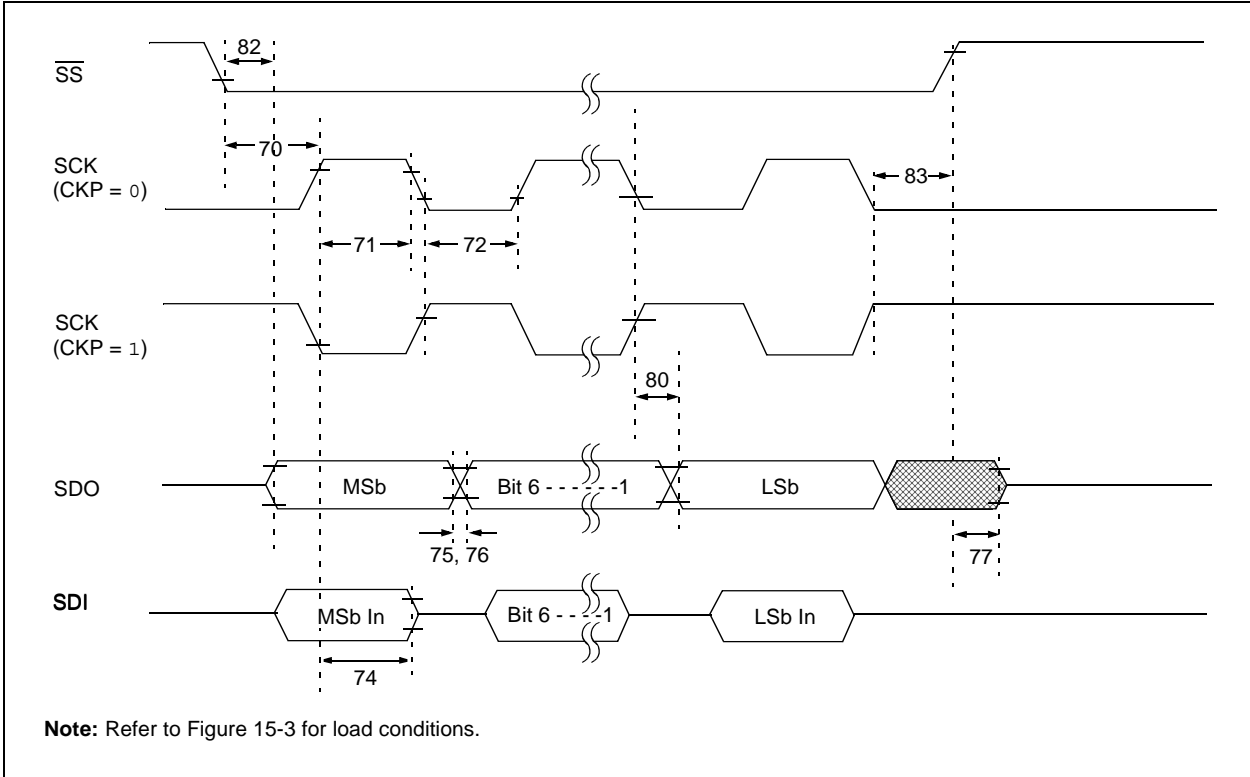 82
SS
70
SCK
(CKP = 0)
83
71
72
SCK
(CKP = 1)
80
SDO
MSb
Bit 6 - - - - - -1
LSb
75, 76
77
SDI
MSb In
Bit 6 - - - -1
LSb In
74
Note: Refer to Figure 15-3 for load conditions.